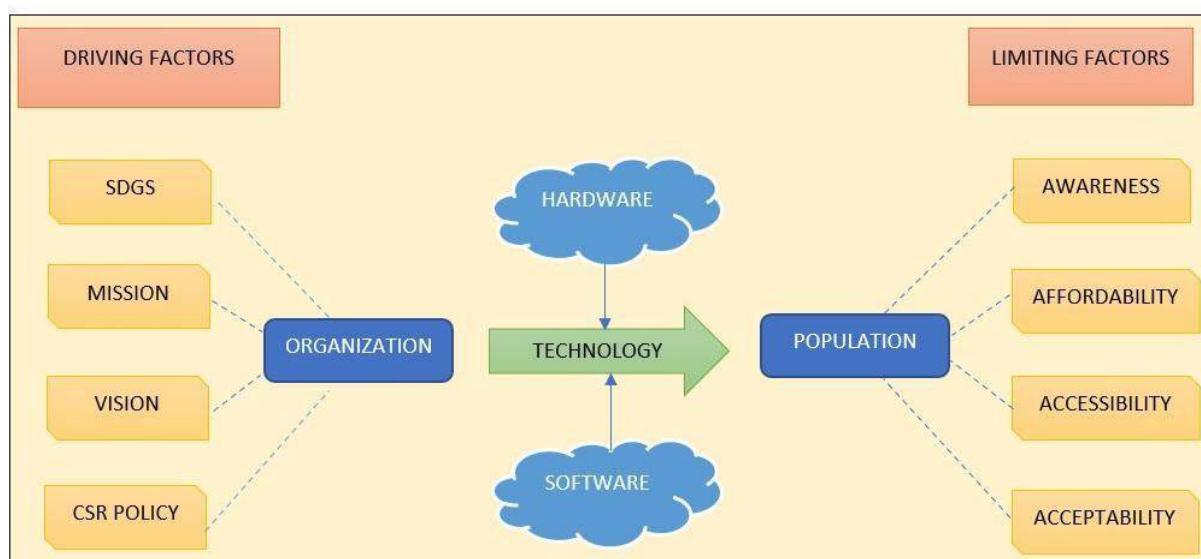 DRIVING FACTORS
LIMITING FACTORS
SDGS
MISSION
VISION
CSR POLICY
ORGANIZATION
HARDWARE
TECHNOLOGY
SOFTWARE
POPULATION
AWARENESS
AFFORDABILITY
ACCESSIBILITY
ACCEPTABILITY